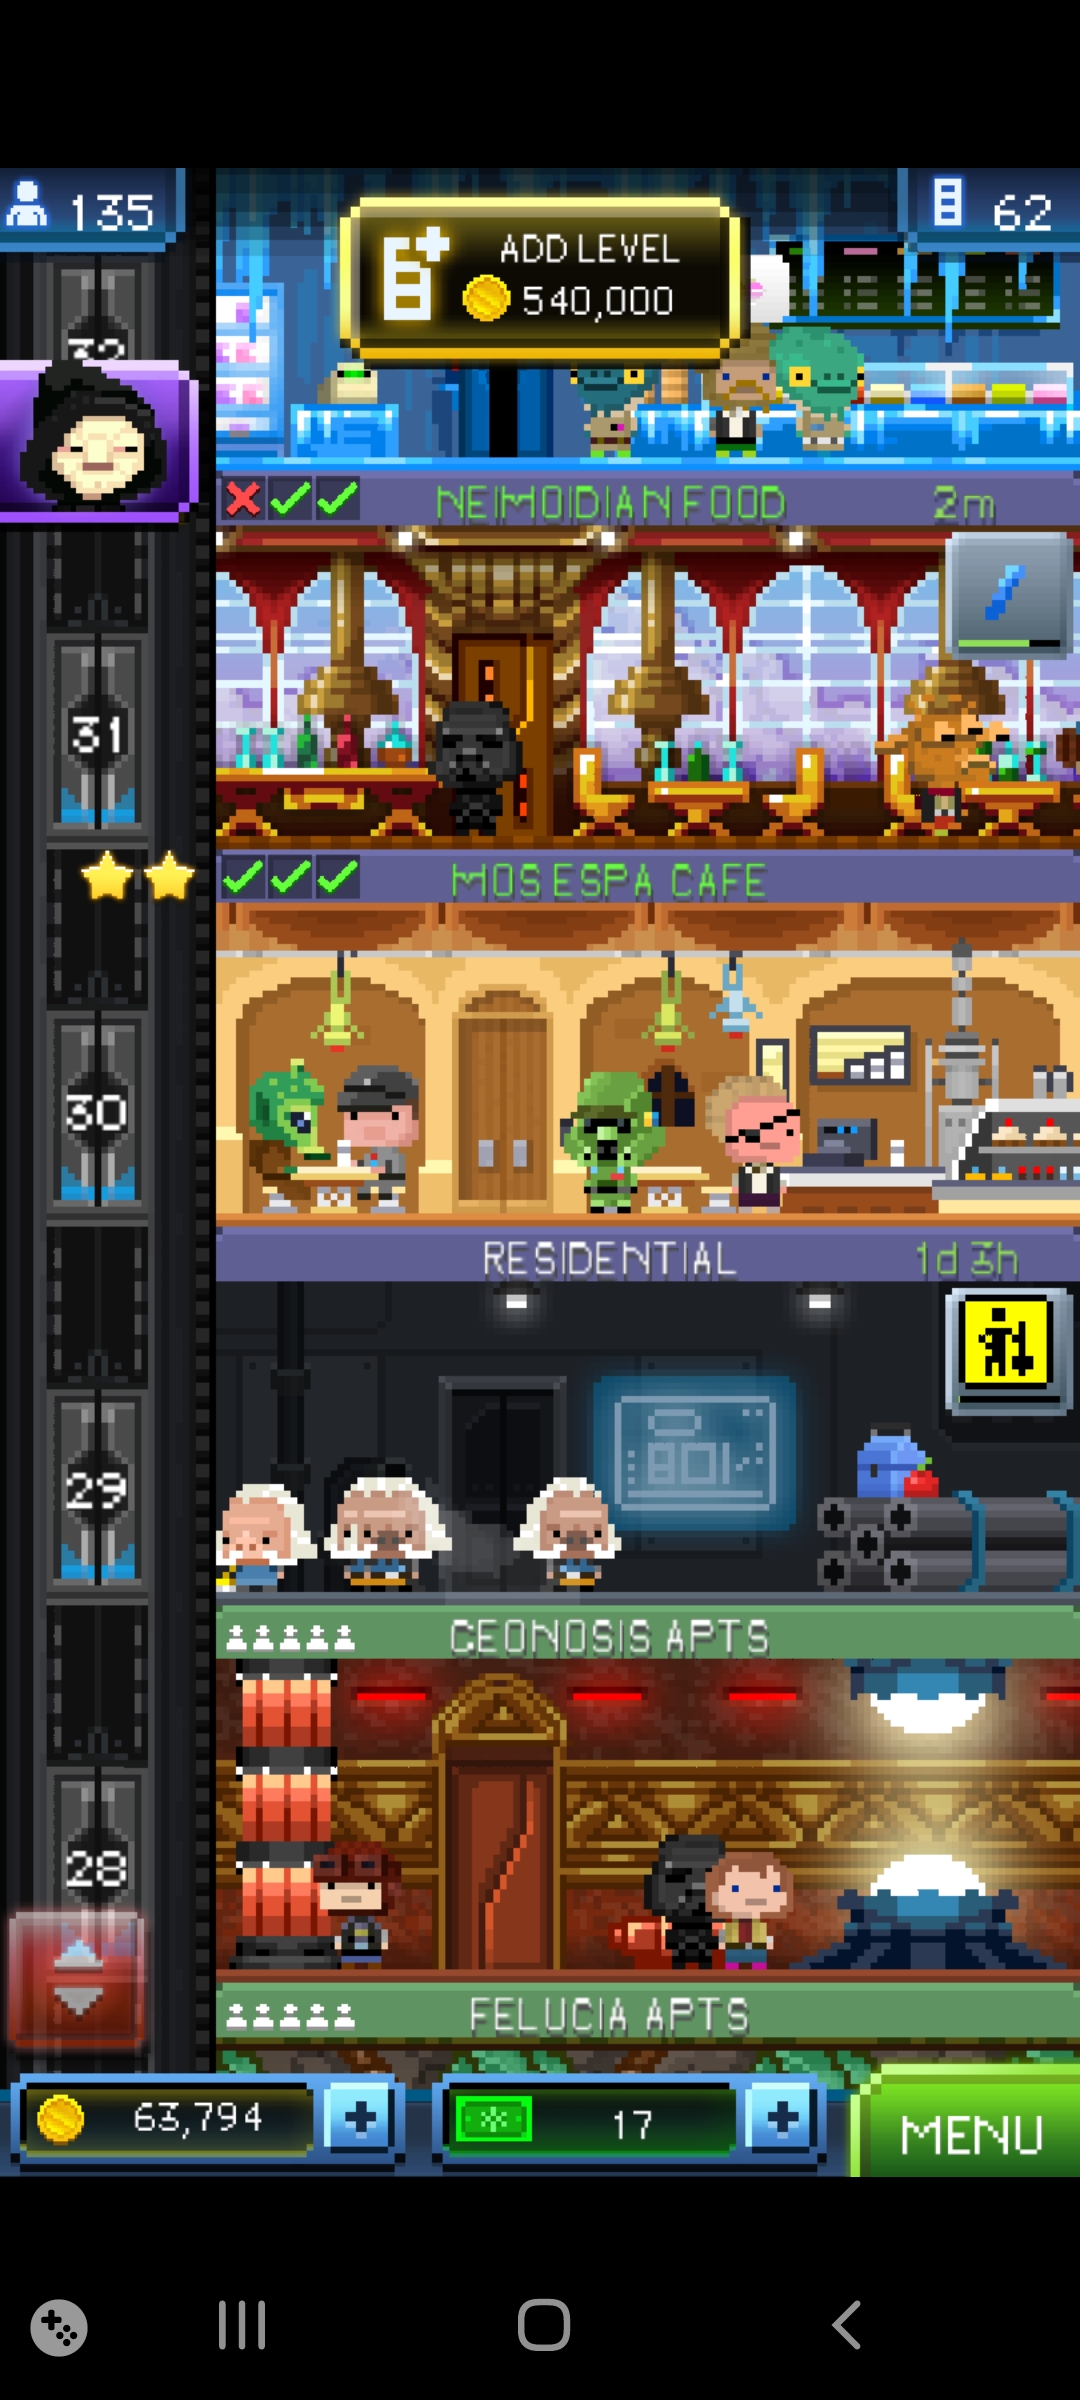 135
ADD LEVEL
540,000
62
NEIMOIDIAN FOOD
2m
31
MOS ESPA CAFE
30
RESIDENTIAL
1d 3h
29
GEONOSIS APTS
28
FELUCIA APTS
63,794
17
MENU